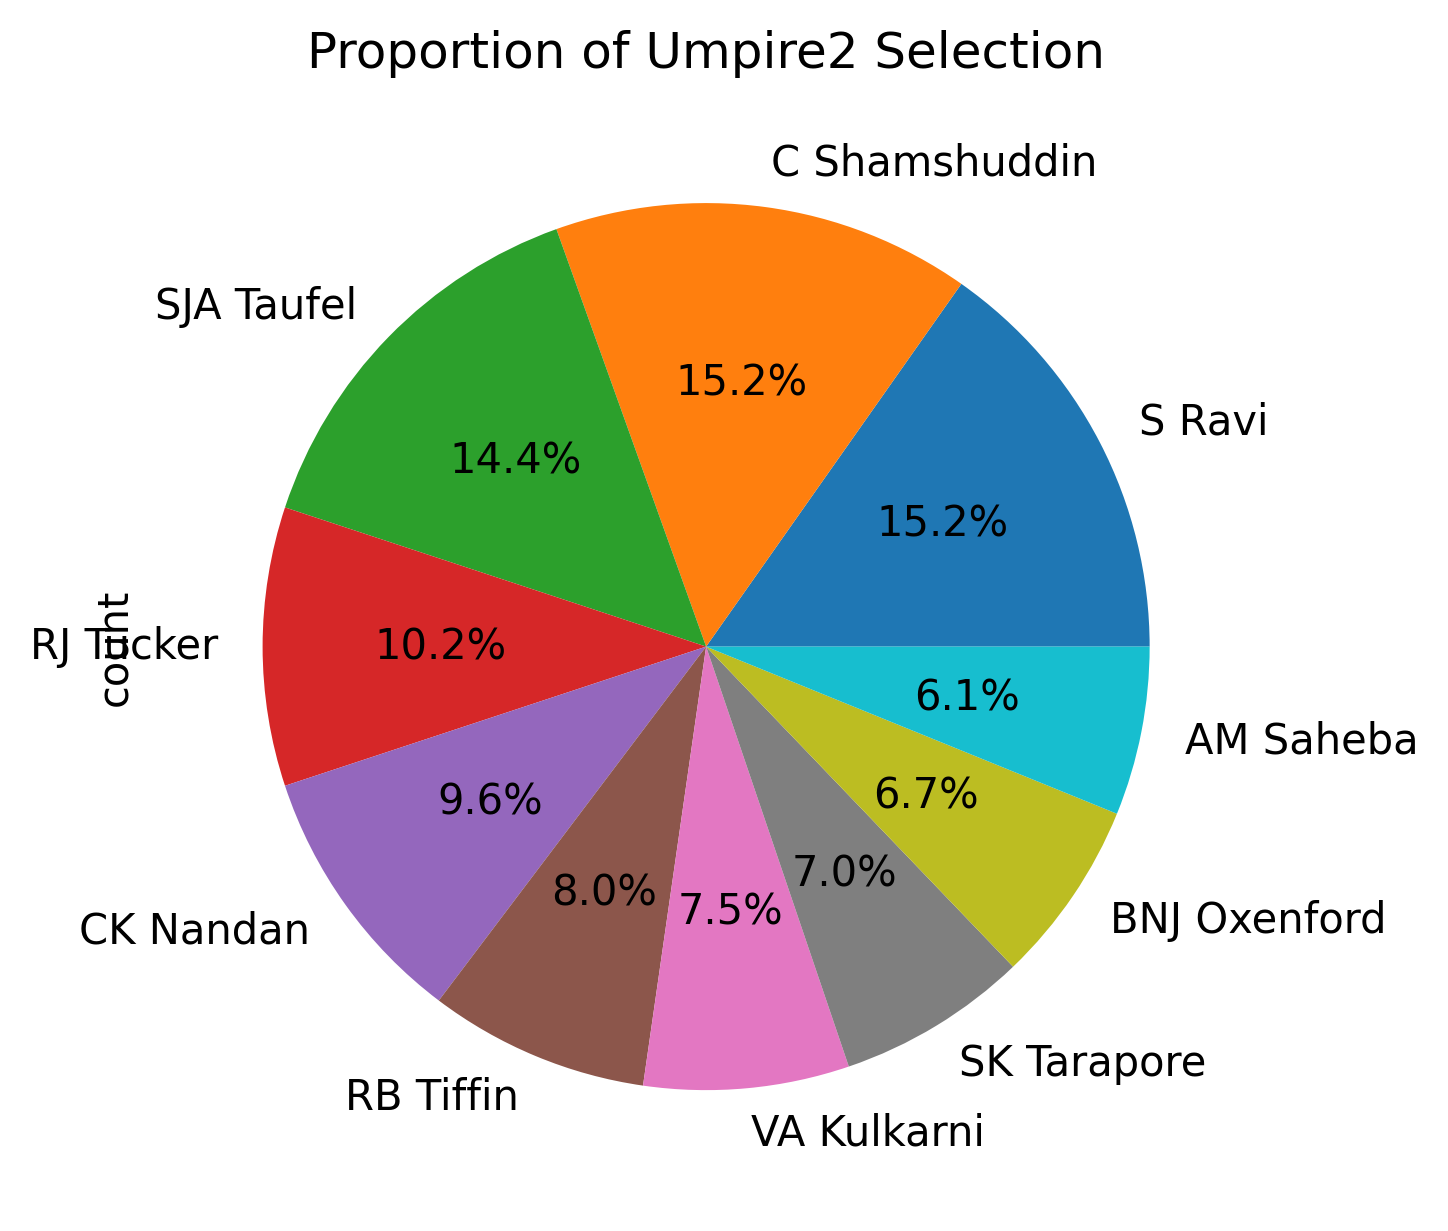 Proportion of Umpire2 Selection
C Shamshuddin
SJA Taufel
15.2%
S Ravi
14.4%
15.2%
RJ Tucker
count
10.2%
6.1%
AM Saheba
9.6%
6.7%
8.0%
7.5%
7.0%
CK Nandan
BNJ Oxenford
RB Tiffin
SK Tarapore
VA Kulkarni